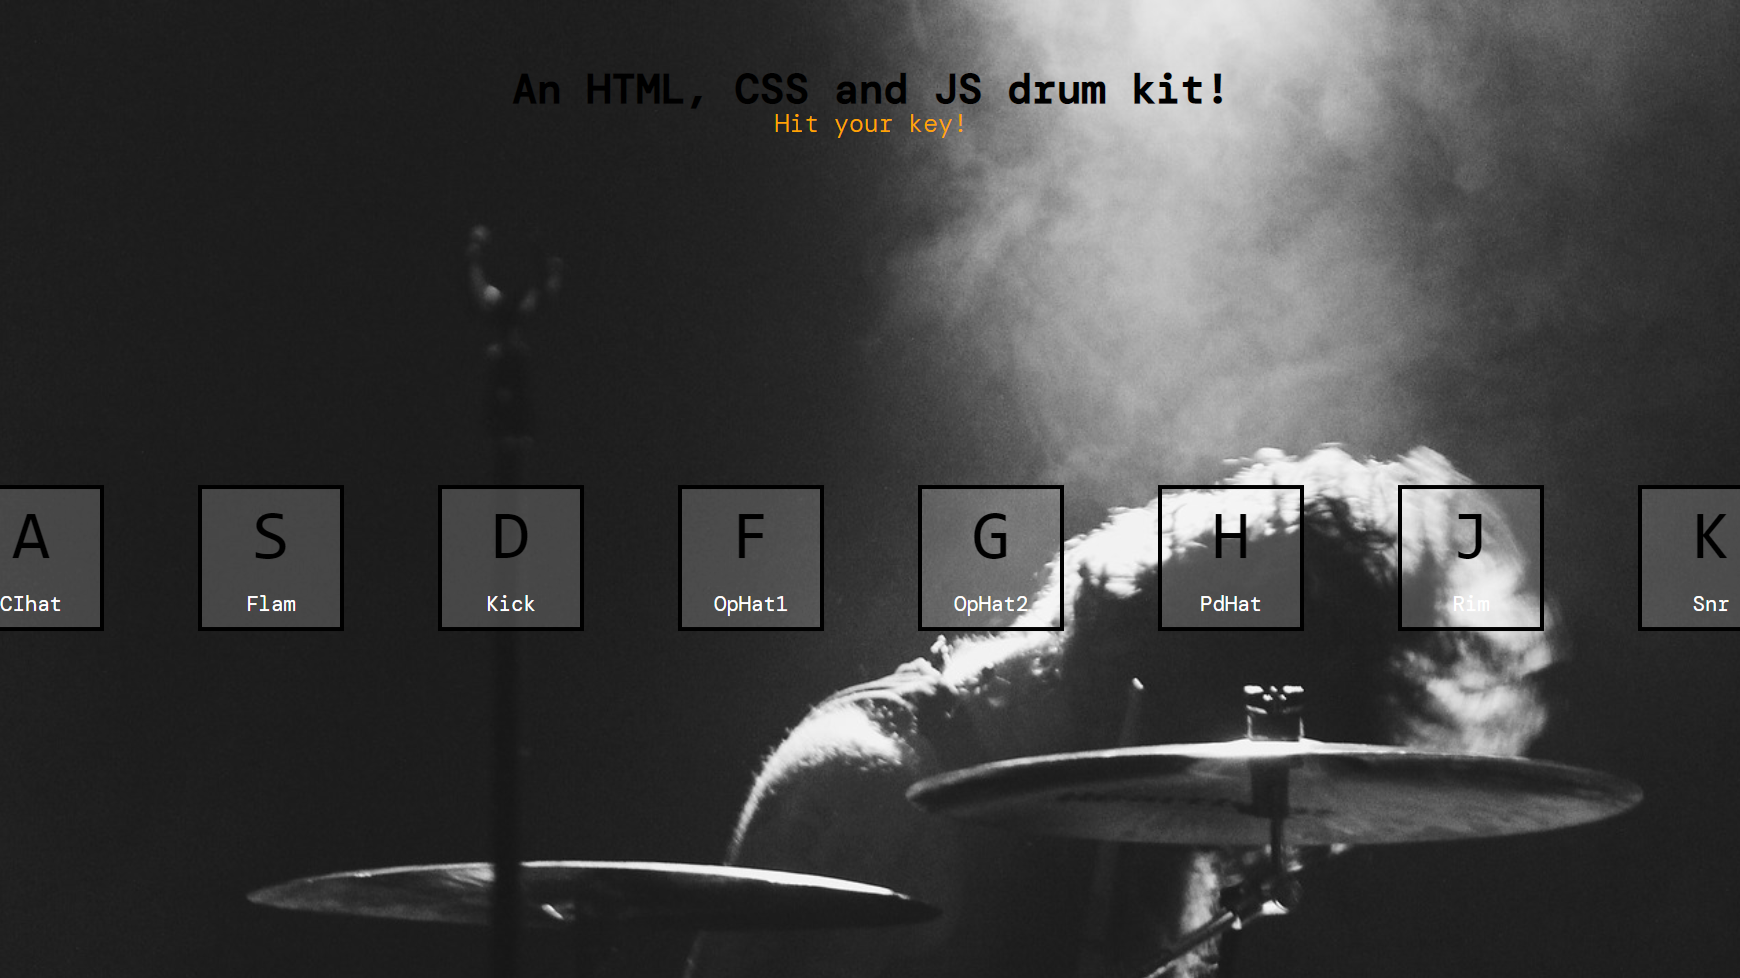 An HTML, CSS and JS drum kit!
Hit your key!
A S D F G H J K
CIhat Flam Kick OpHat1 OpHat2 PdHat Rim Snr